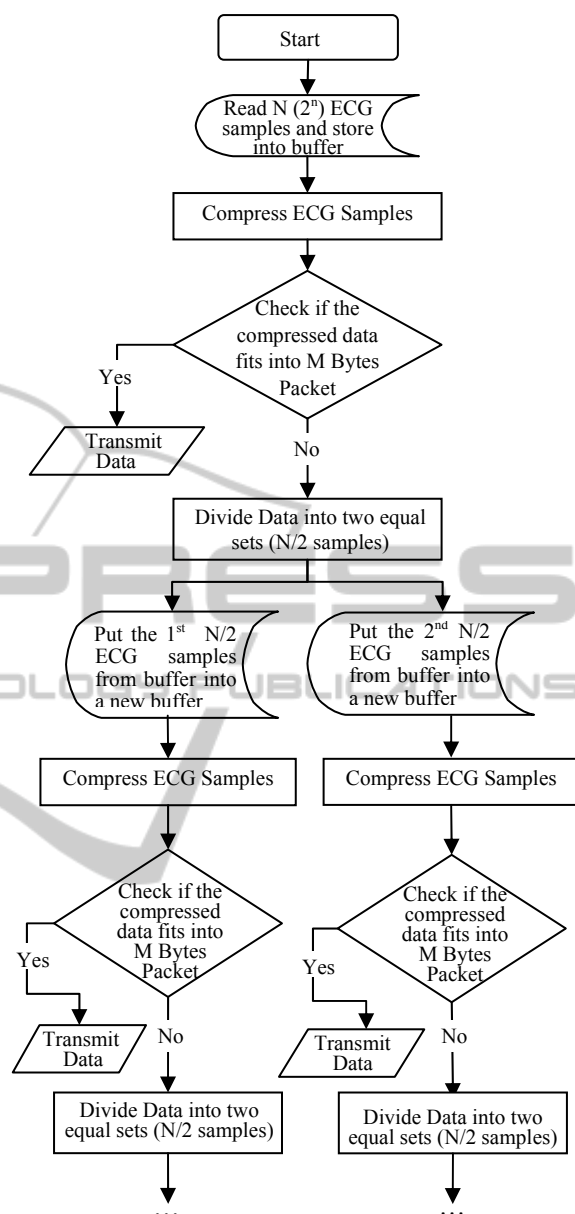 Start
Read N (2ⁿ) ECG
samples and store
into buffer
Compress ECG Samples
Check if the
compressed data
fits into M Bytes
Packet
Yes
Transmit
Data
No
Divide Data into two equal
sets (N/2 samples)
Put the 1st N/2
ECG samples
from buffer into
a new buffer
Put the 2nd N/2
ECG samples
from buffer into
a new buffer
Compress ECG Samples
Compress ECG Samples
Check if the
compressed
data fits into
M Bytes
Packet
Check if the
compressed
data fits into
M Bytes
Packet
Yes
Yes
Transmit
Data
No
Transmit
Data
No
Divide Data into two
equal sets (N/2 samples)
Divide Data into two
equal sets (N/2 samples)
...
...
PRESS
PUBLICATIONS